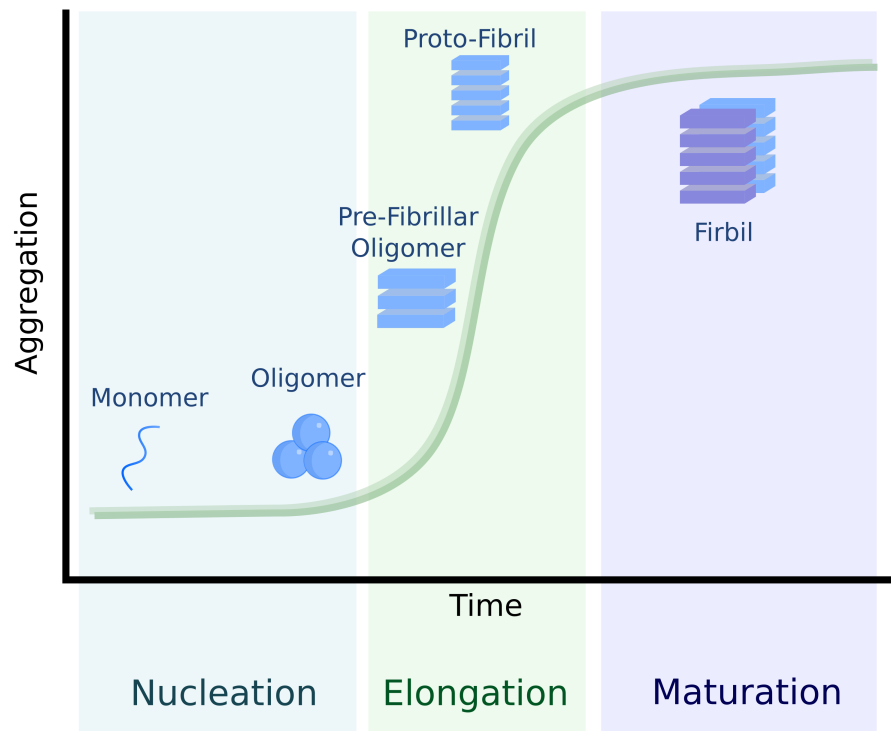 Proto-Fibril
Pre-Fibrillar
Oligomer
Firbil
Oligomer
Monomer
Aggregation
Time
Nucleation
Elongation
Maturation